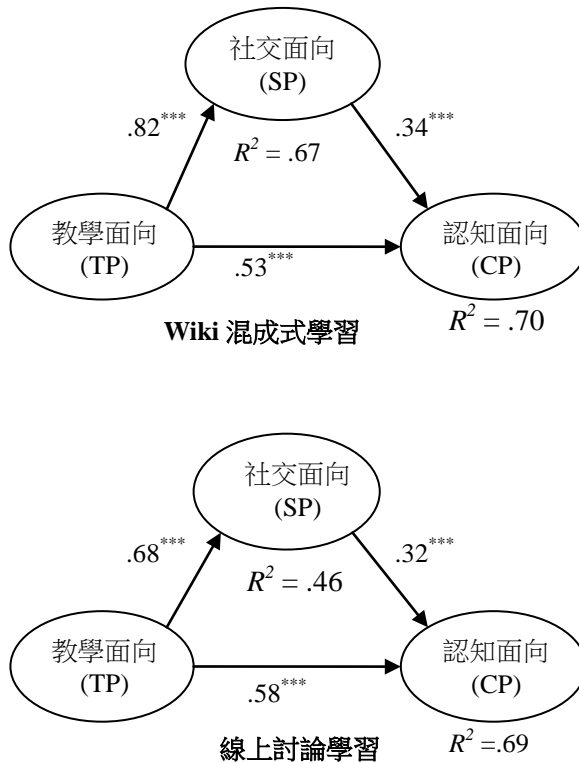 社交面向
(SP)
.82***
.34***
R² = .67
教學面向
(TP)
認知面向
(CP)
.53***
R² = .70
Wiki 混成式學習
社交面向
(SP)
.68***
.32***
R² = .46
教學面向
(TP)
認知面向
(CP)
.58***
R² =.69
線上討論學習